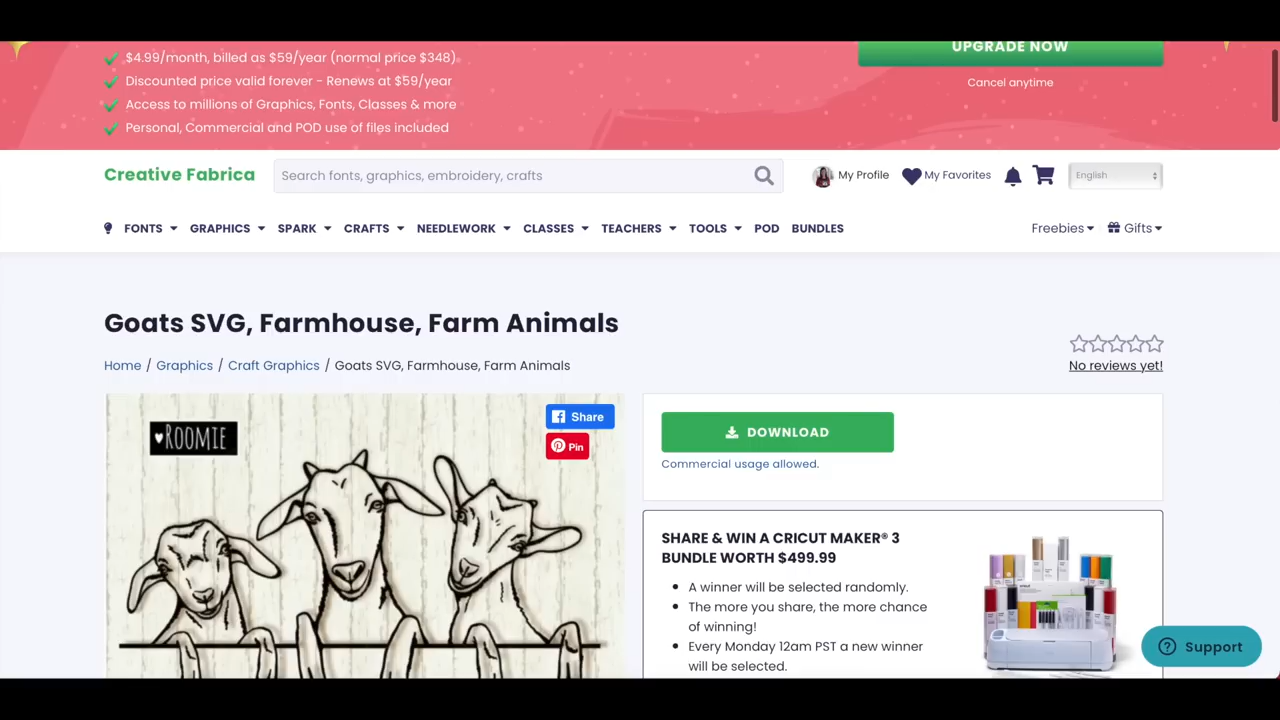 $4.99/month, billed as $59/year (normal price $348)
Discounted price valid forever - Renews at $59/year
Access to millions of Graphics, Fonts, Classes & more
Personal, Commercial and POD use of files included
UPGRADE NOW
Cancel anytime
Creative Fabrica
Search fonts, graphics, embroidery, crafts
My Profile
My Favorites
English
FONTS GRAPHICS SPARK CRAFTS NEEDLEWORK CLASSES TEACHERS TOOLS POD BUNDLES
Freebies Gifts
Goats SVG, Farmhouse, Farm Animals
Home / Graphics / Craft Graphics / Goats SVG, Farmhouse, Farm Animals
No reviews yet!
ROOMIE
Share
Pin
DOWNLOAD
Commercial usage allowed.
SHARE & WIN A CRICUT MAKER® 3
BUNDLE WORTH $499.99
A winner will be selected randomly.
The more you share, the more chance
of winning!
Every Monday 12am PST a new winner
will be selected.
Support